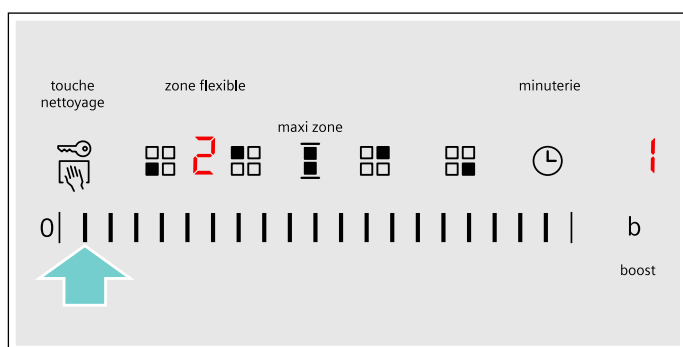 touche
nettoyage
zone flexible
minuterie
maxi zone
2
1
0
b
boost